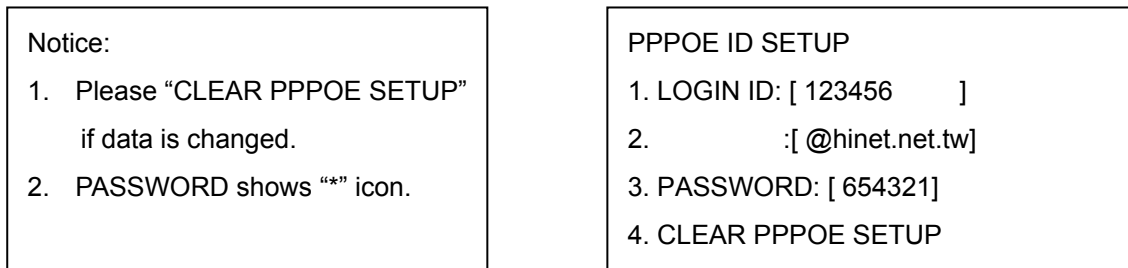 Notice:
1. Please “CLEAR PPPOE SETUP”
if data is changed.
2. PASSWORD shows “*” icon.
PPPOE ID SETUP
1. LOGIN ID: [ 123456 ]
2. :[ @hinet.net.tw]
3. PASSWORD: [ 654321]
4. CLEAR PPPOE SETUP